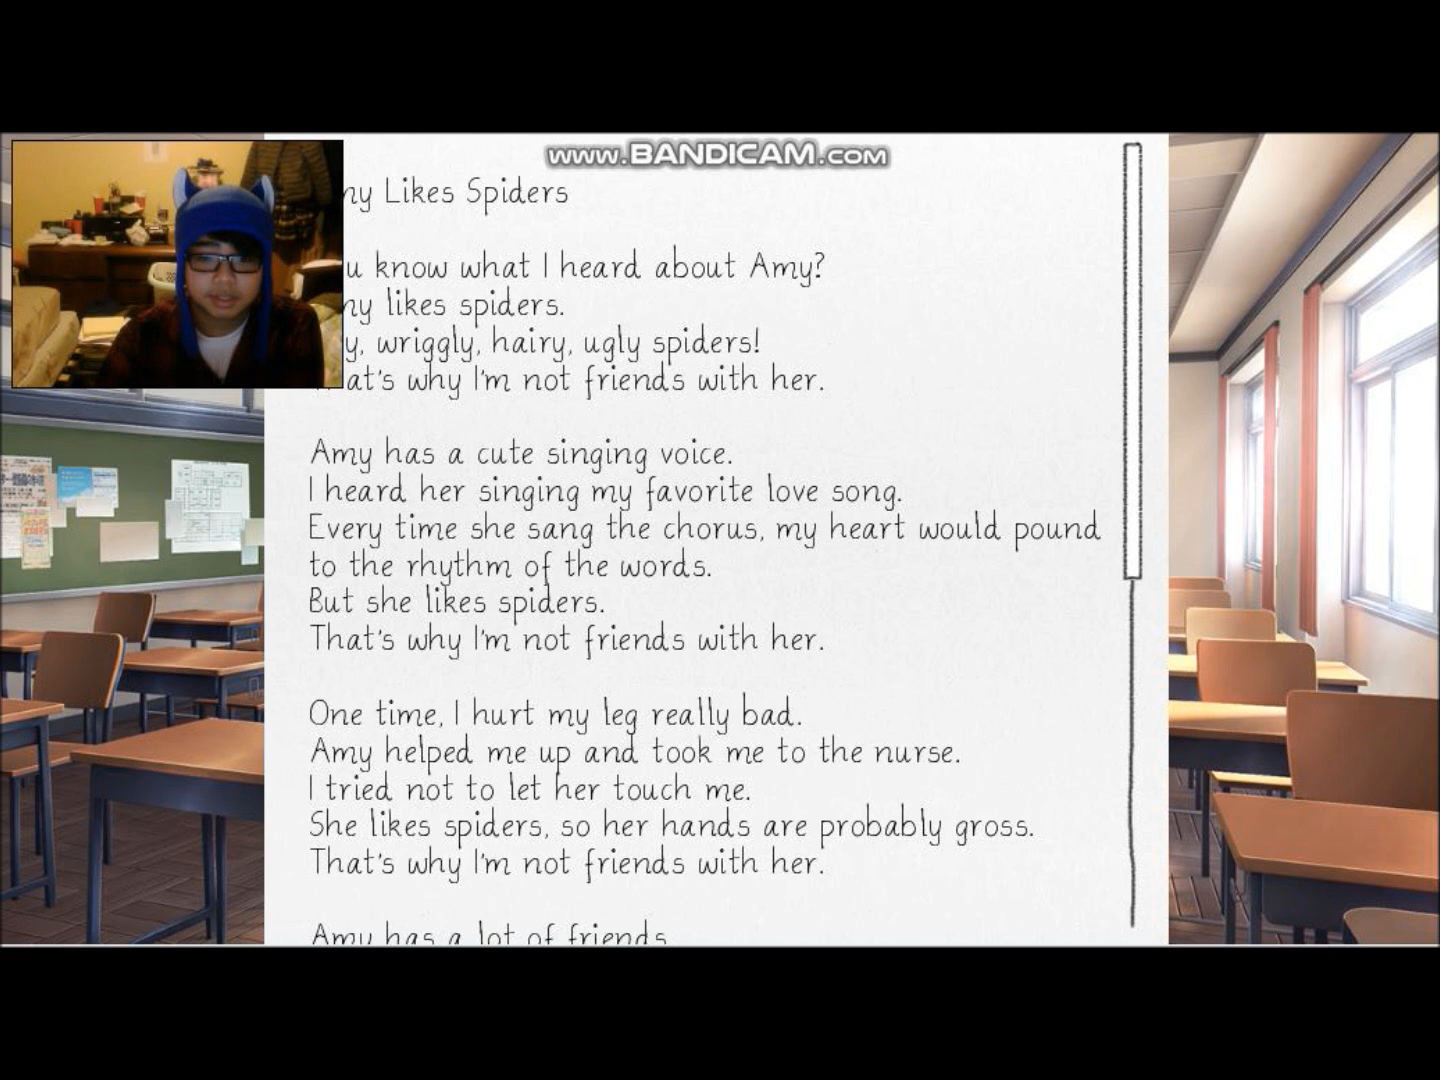 www.BANDICAM.com
ny Likes Spiders
u know what I heard about Amy?
ny likes spiders.
y, wriggly, hairy, ugly spiders!
at's why I'm not friends with her.
Amy has a cute singing voice.
I heard her singing my favorite love song.
Every time she sang the chorus, my heart would pound
to the rhythm of the words.
But she likes spiders.
That's why I'm not friends with her.
One time, I hurt my leg really bad.
Amy helped me up and took me to the nurse.
I tried not to let her touch me.
She likes spiders, so her hands are probably gross.
That's why I'm not friends with her.
Amy has a lot of friends